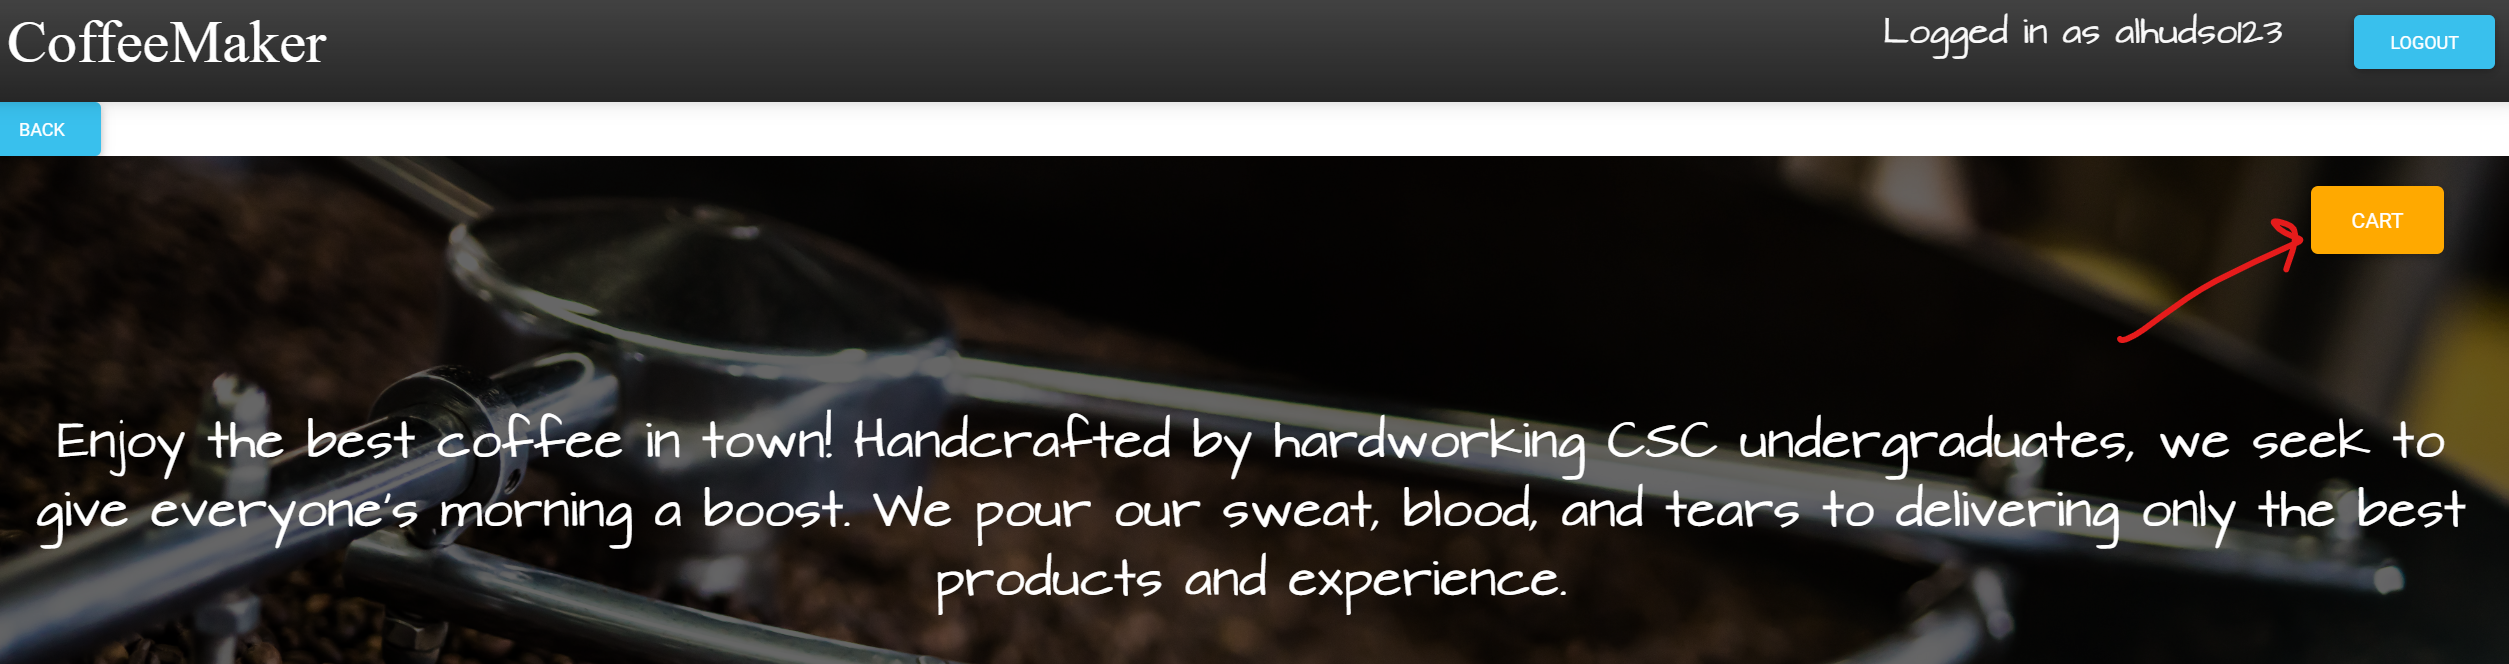 CoffeeMaker
Logged in as alhudso123
LOGOUT
BACK
CART
Enjoy the best coffee in town! Handcrafted by hardworking CSC undergraduates, we seek to
give everyone's morning a boost. We pour our sweat, blood, and tears to delivering only the best
products and experience.